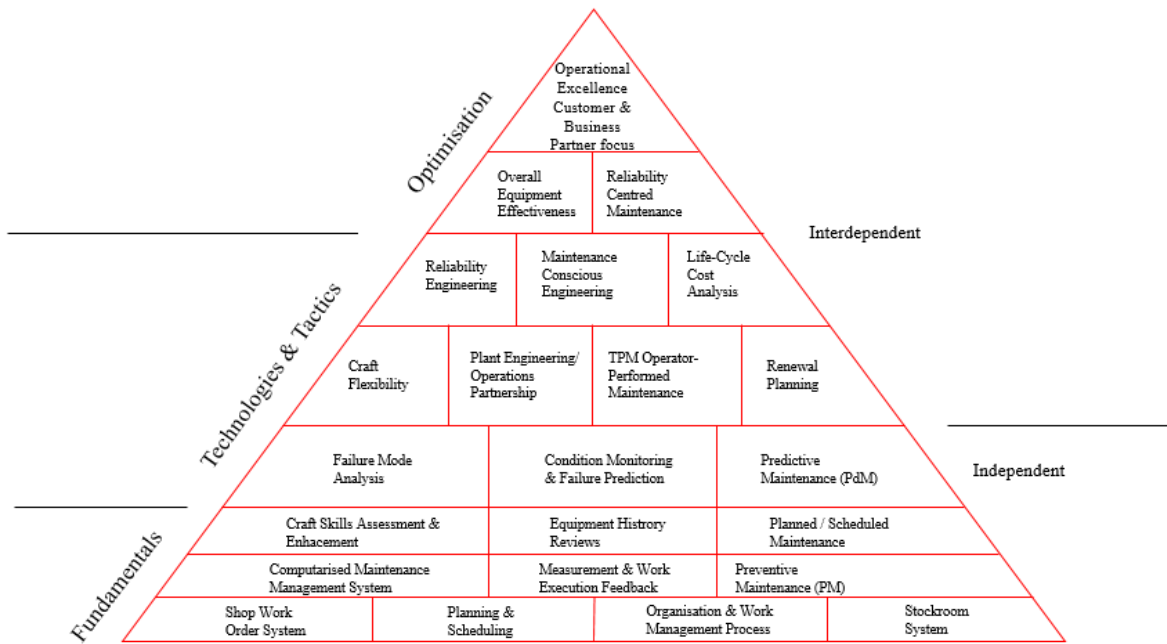 Operational
Excellence
Customer &
Business
Partner focus
Optimisation
Overall
Equipment
Effectiveness
Reliability
Centred
Maintenance
Interdependent
Reliability
Engineering
Maintenance
Conscious
Engineering
Life-Cycle
Cost
Analysis
Technologies & Tactics
Craft
Flexibility
Plant Engineering/
Operations
Partnership
TPM Operator-
Performed
Maintenance
Renewal
Planning
Failure Mode
Analysis
Condition Monitoring
& Failure Prediction
Predictive
Maintenance (PdM)
Independent
Fundamentals
Craft Skills Assessment &
Enhacement
Equipment Histrory
Reviews
Planned / Scheduled
Maintenance
Computarised Maintenance
Management System
Measurement & Work
Execution Feedback
Preventive
Maintenance (PM)
Shop Work
Order System
Planning &
Scheduling
Organisation & Work
Management Process
Stockroom
System